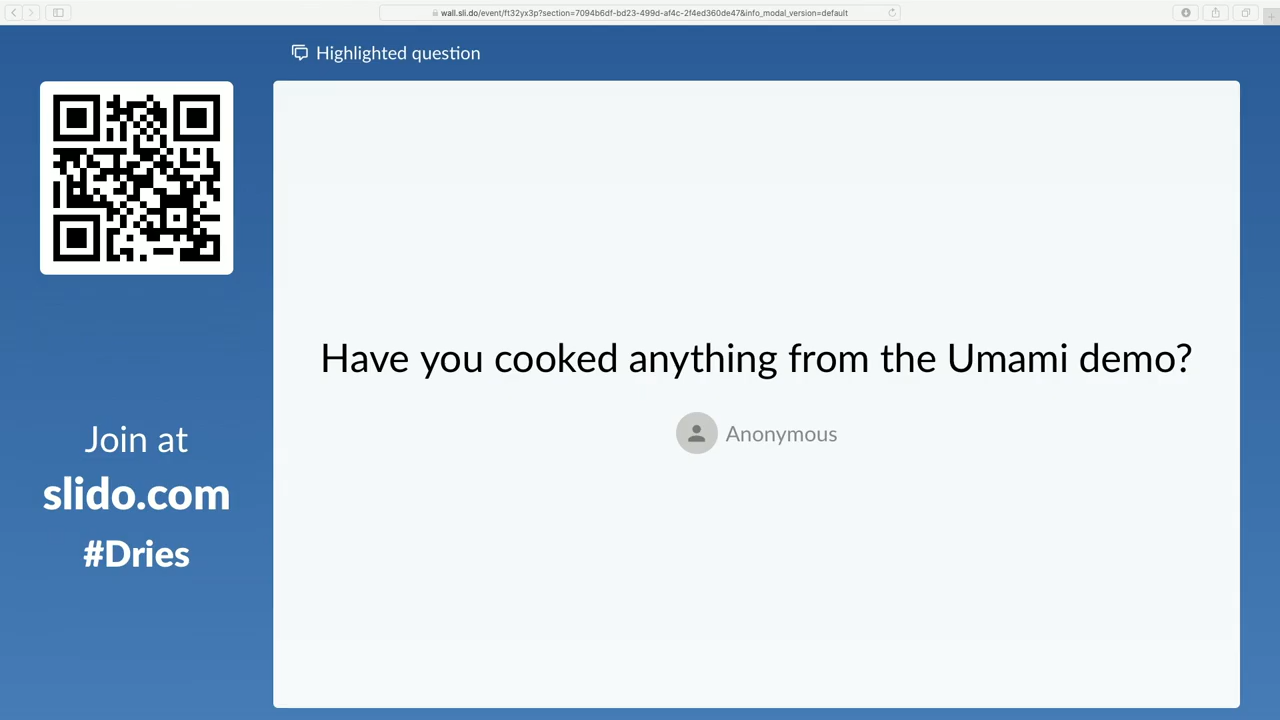 wall.sli.do/event/ft32yx3p?section=7094b6df-bd23-499d-af4c-2f4ed360de47&info_modal_version=default
Highlighted question
Have you cooked anything from the Umami demo?
Anonymous
Join at
slido.com
#Dries